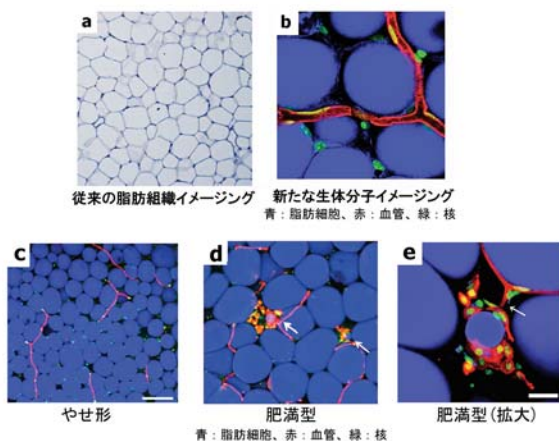 a
b
従来の脂肪組織イメージング
新たな生体分子イメージング
青：脂肪細胞、赤：血管、緑：核
c
d
e
やせ形
肥満型
肥満型(拡大)
青：脂肪細胞、赤：血管、緑：核